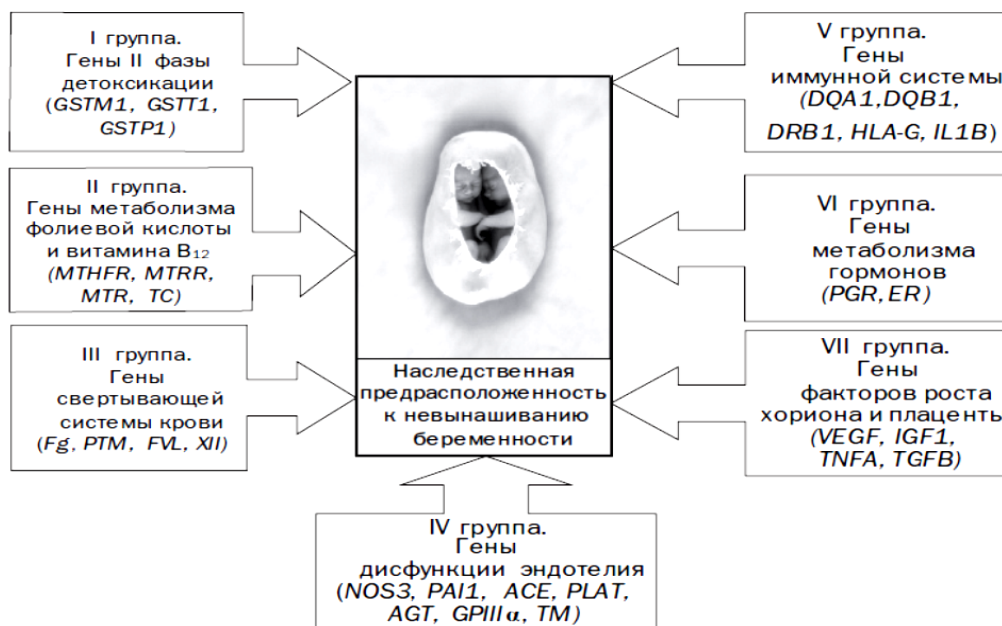 I группа.
Гены II фазы
детоксикации
(GSTM1, GSTT1,
GSTP1)
II группа.
Гены метаболизма
фолиевой кислоты
и витамина B₁₂
(MTHFR, MTRR,
MTR, TC)
III группа.
Гены
свертывающей
системы крови
(Fg, PTM, FVL, XII)
Наследственная
предрасположенность
к невынашиванию
беременности
IV группа.
Гены
дисфункции эндотелия
(NOS3, PAI1, ACE, PLAT,
AGT, GPIIIα, TM)
V группа.
Гены
иммунной системы
(DQA1,DQB1,
DRB1, HLA-G, IL1B)
VI группа.
Гены
метаболизма
гормонов
(PGR, ER)
VII группа.
Гены
факторов роста
хориона и плаценты
(VEGF, IGF1,
TNFA, TGFB)